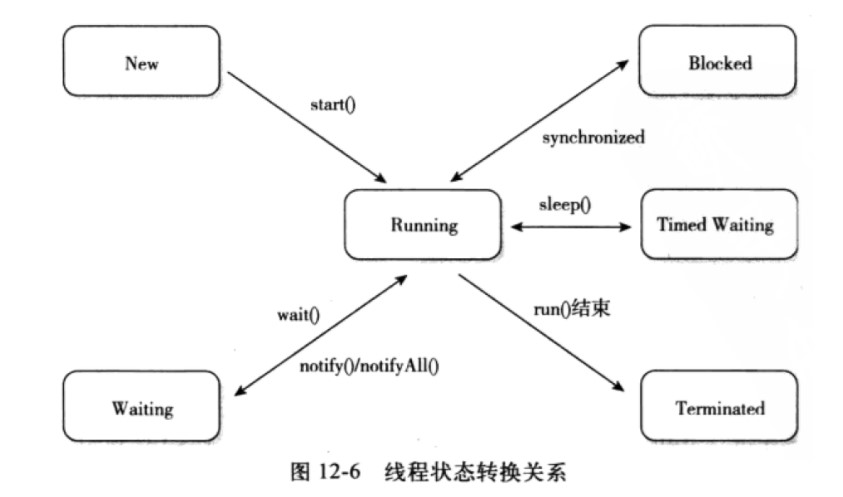 New
Blocked
start()
synchronized
Running
sleep()
Timed Waiting
wait()
run()结束
notify()/notifyAll()
Waiting
Terminated
图 12-6 线程状态转换关系